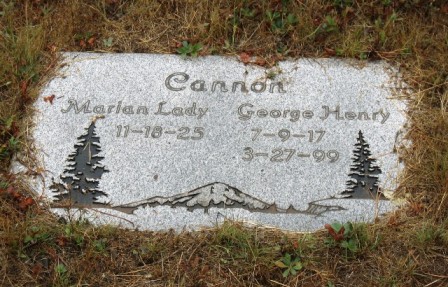 Cannon
Marian Lady George Henry
11-18-25 7-9-17
3-27-99